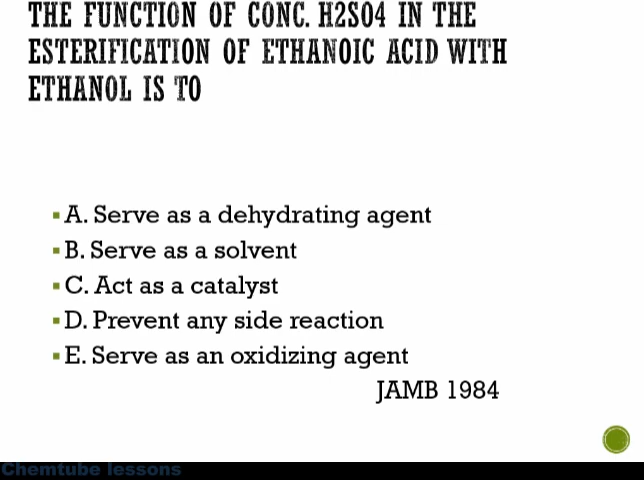 THE FUNCTION OF CONC. H2SO4 IN THE
ESTERIFICATION OF ETHANOIC ACID WITH
ETHANOL IS TO
A. Serve as a dehydrating agent
B. Serve as a solvent
C. Act as a catalyst
D. Prevent any side reaction
E. Serve as an oxidizing agent
JAMB 1984
Chemtube lessons